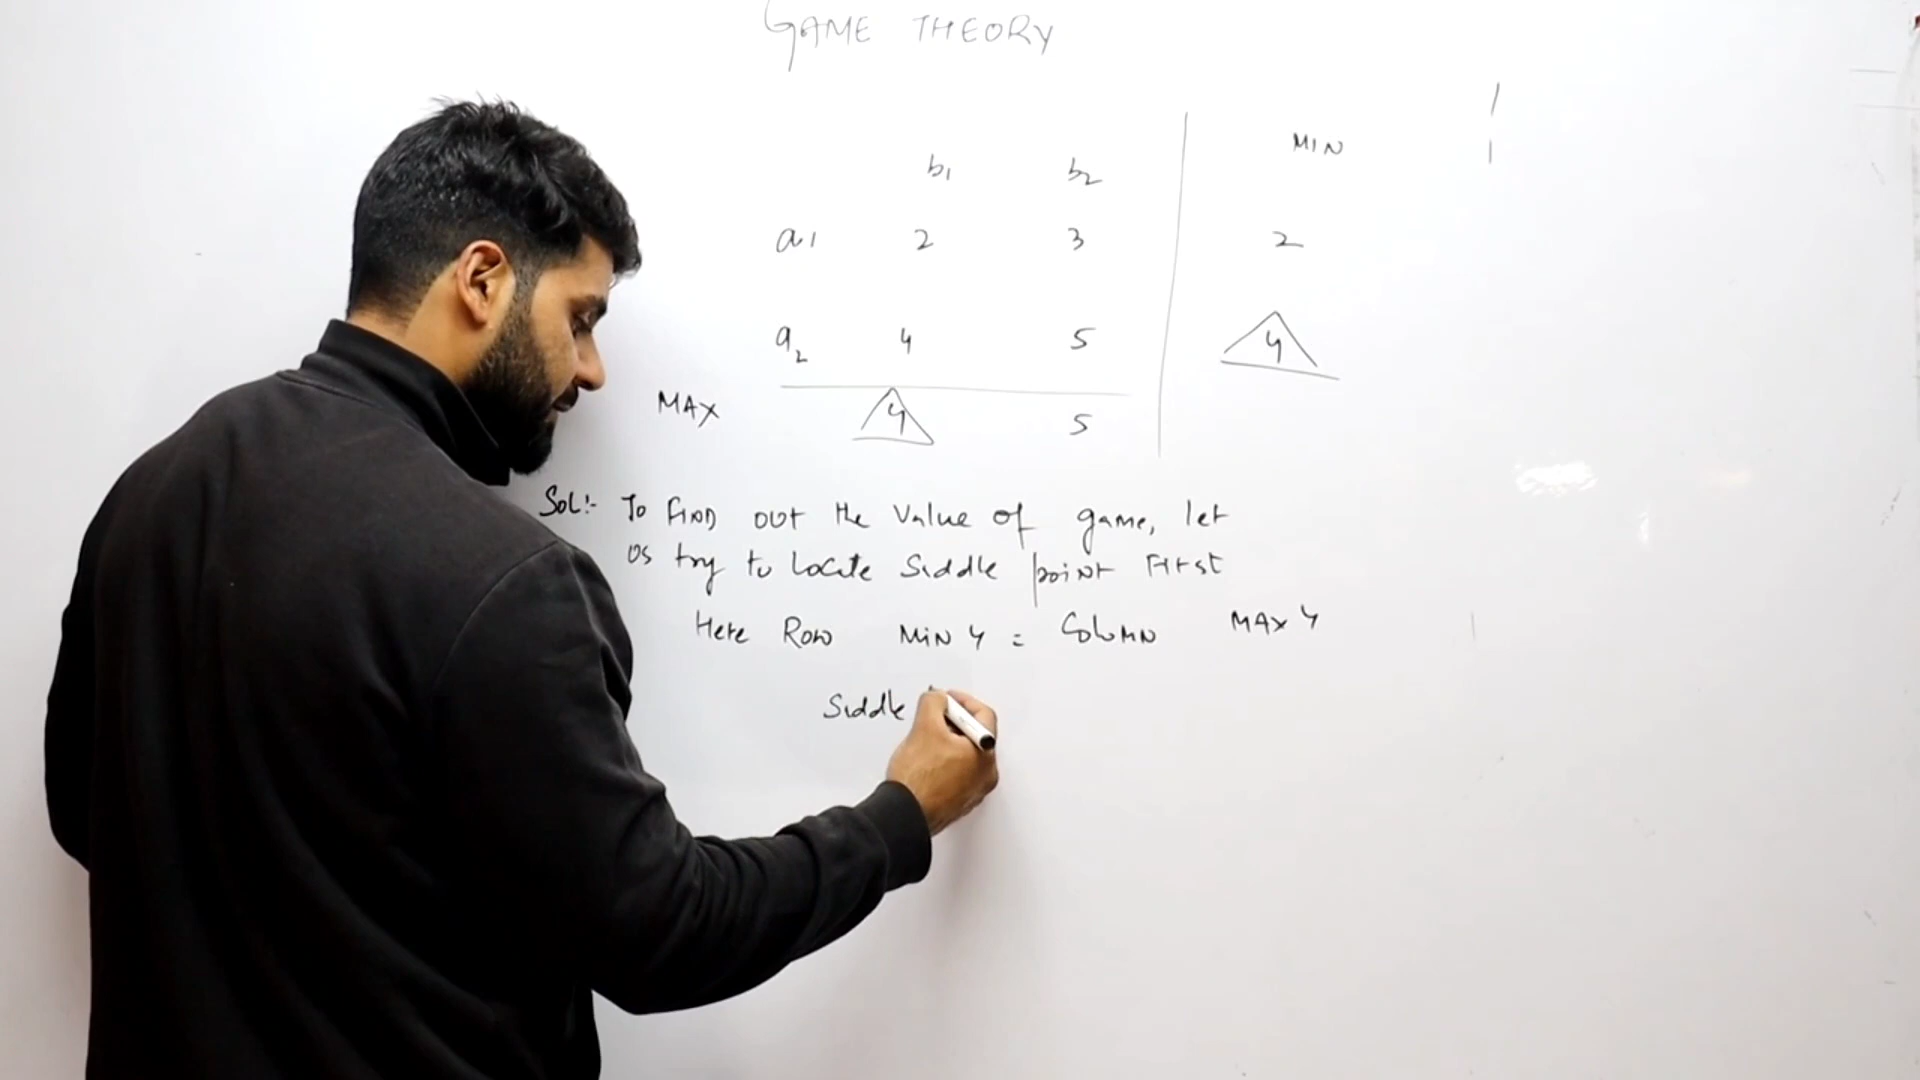 GAME THEORY
MIN
b1 b2
a1 2 3 2
a2 4 5 4
MAX 4 5
SOL:- To FIND OUT the Value of game, let
us try to Locate Siddle point First
Here Row MIN 4 = Column MAX 4
Siddle